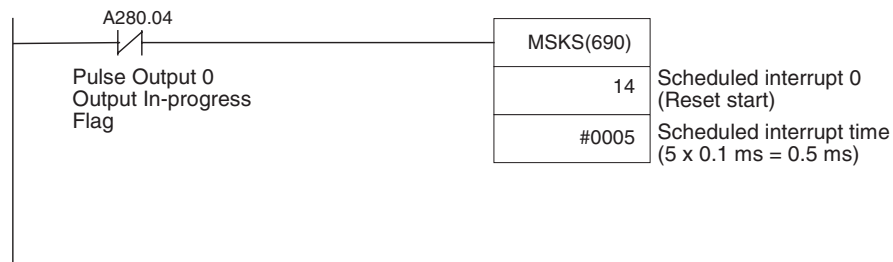 A280.04
MSKS(690)
Pulse Output 0
Output In-progress
Flag
14
Scheduled interrupt 0
(Reset start)
#0005
Scheduled interrupt time
(5 x 0.1 ms = 0.5 ms)